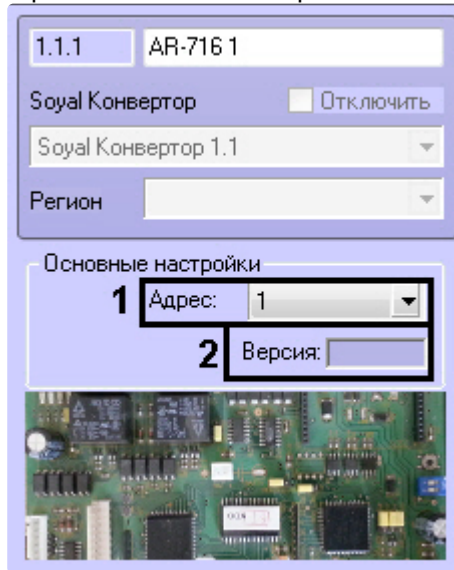 1.1.1 AR-716 1
Soyal Конвертор Отключить
Soyal Конвертор 1.1
Регион
Основные настройки
1 Адрес: 1
2 Версия: